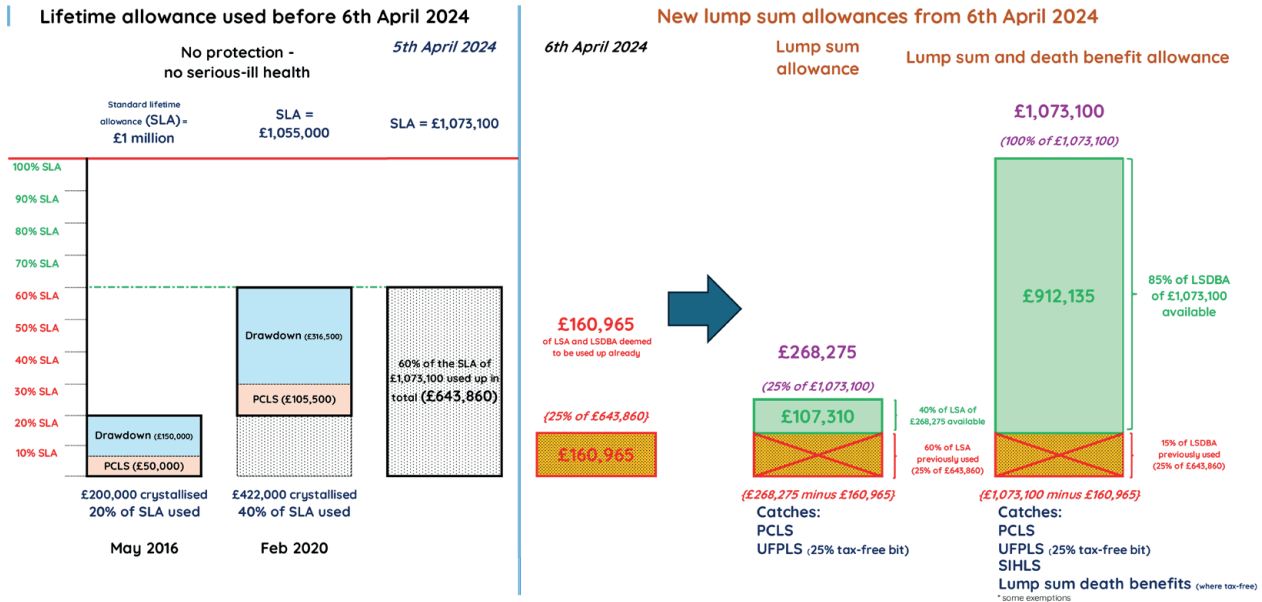 Lifetime allowance used before 6th April 2024
No protection -
no serious-ill health
5th April 2024
Standard lifetime
allowance (SLA) =
£1 million
SLA =
£1,055,000
SLA = £1,073,100
100% SLA
90% SLA
80% SLA
70% SLA
60% SLA
50% SLA
40% SLA
30% SLA
20% SLA
10% SLA
Drawdown (£150,000)
PCLS (£50,000)
Drawdown (£316,500)
PCLS (£105,500)
60% of the SLA of
£1,073,100 used up in
total (£643,860)
£200,000 crystallised
20% of SLA used
May 2016
£422,000 crystallised
40% of SLA used
Feb 2020
New lump sum allowances from 6th April 2024
6th April 2024
£160,965
of LSA and LSDBA deemed
to be used up already
{25% of £643,860}
£160,965
Lump sum
allowance
£268,275
(25% of £1,073,100)
£107,310
40% of LSA of
£268,275 available
60% of LSA
previously used
(25% of £643,860)
{£268,275 minus £160,965}
Catches:
PCLS
UFPLS (25% tax-free bit)
Lump sum and death benefit allowance
£1,073,100
(100% of £1,073,100)
£912,135
85% of LSDBA
of £1,073,100
available
15% of LSDBA
previously used
(25% of £643,860)
{£1,073,100 minus £160,965}
Catches:
PCLS
UFPLS (25% tax-free bit)
SIHLS
Lump sum death benefits (where tax-free)
* some exemptions